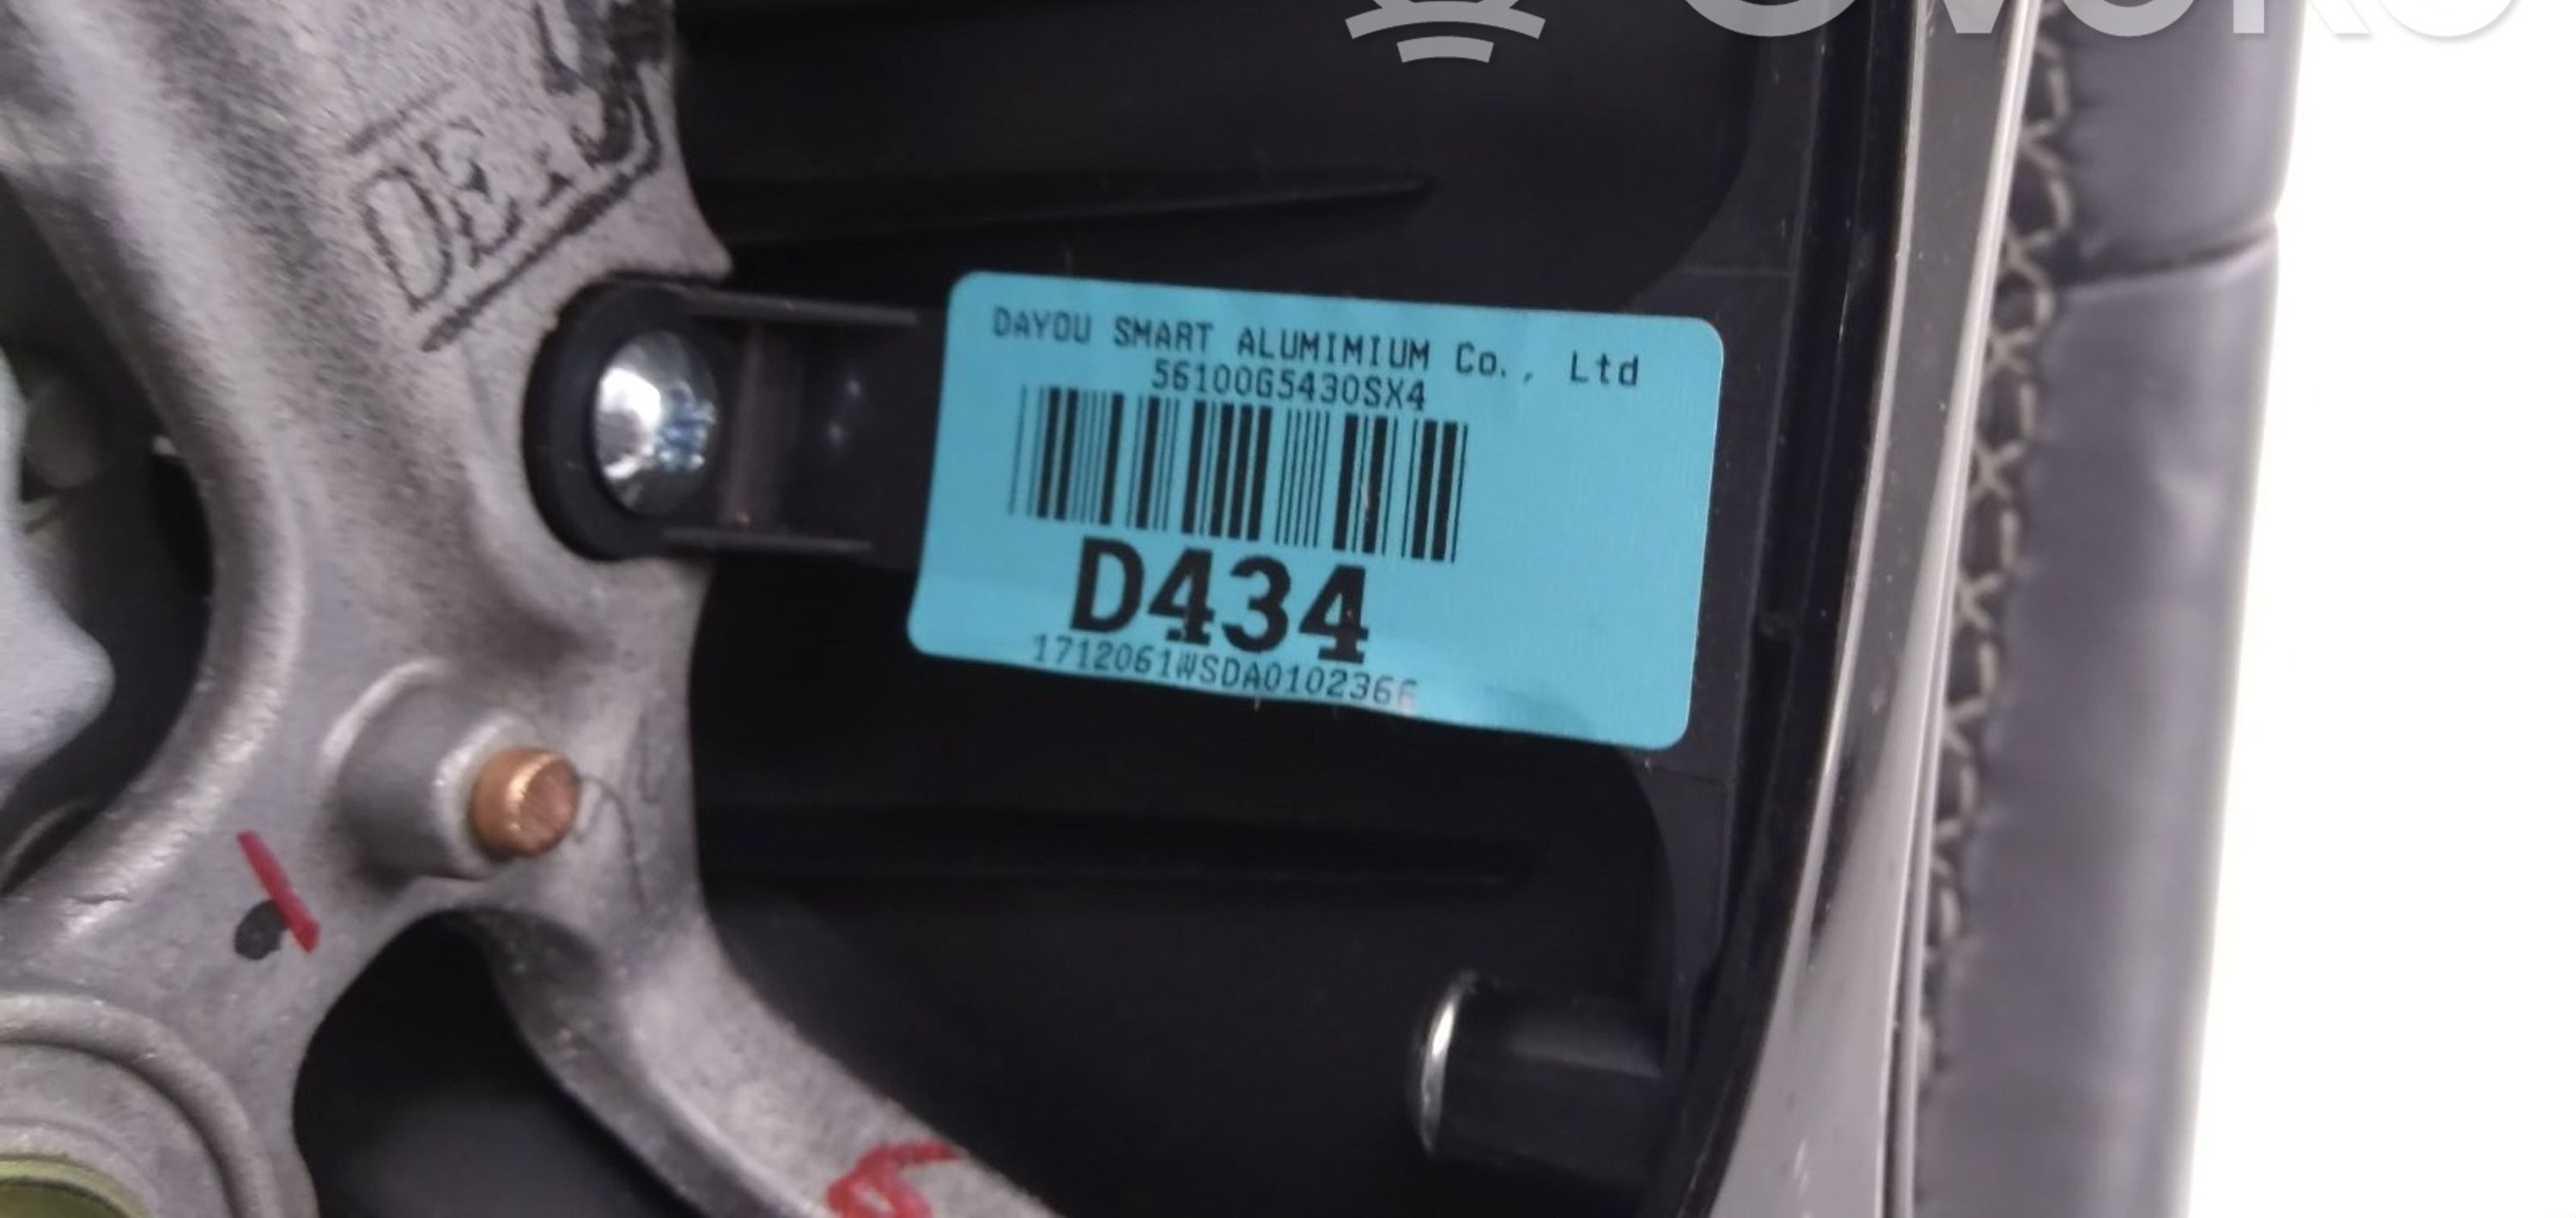 DAYOU SMART ALUMIMIUM Co., Ltd
56100G5430SX4
D434
1712061WSDA0102366